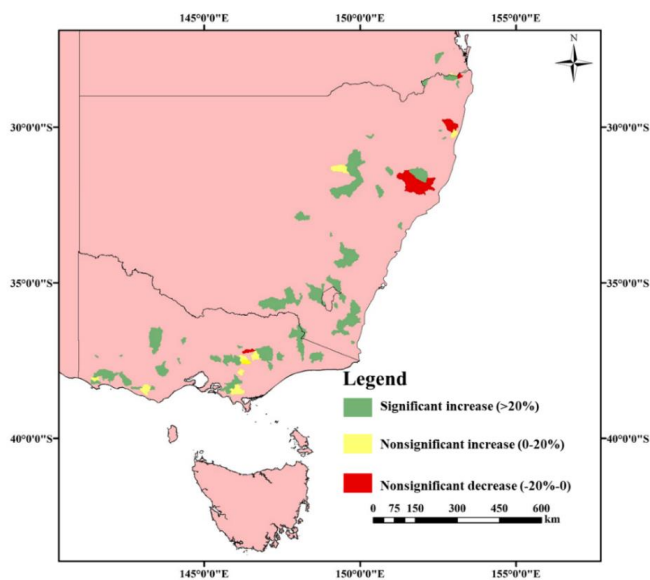 145°0'0"E 150°0'0"E 155°0'0"E
N
30°0'0"S 30°0'0"S
35°0'0"S 35°0'0"S
Legend
Significant increase (>20%)
40°0'0"S 40°0'0"S
Nonsignificant increase (0-20%)
Nonsignificant decrease (-20%-0)
0 75 150 300 450 600
km
145°0'0"E 150°0'0"E 155°0'0"E